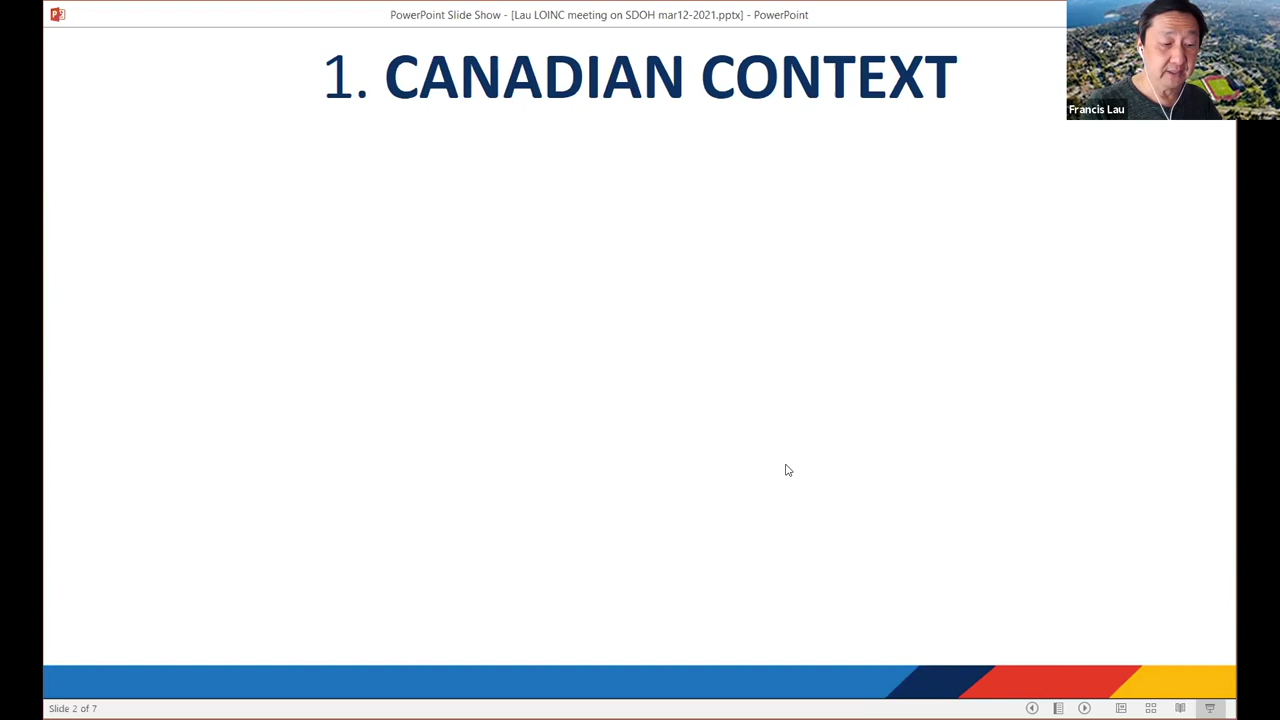 PowerPoint Slide Show - [Lau LOINC meeting on SDOH mar12-2021.pptx] - PowerPoint
1. CANADIAN CONTEXT
Francis Lau
Slide 2 of 7